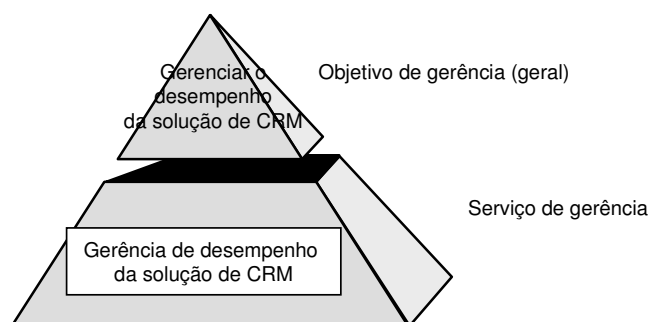 Gerenciar o
desempenho
da solução de CRM
Objetivo de gerência (geral)
Serviço de gerência
Gerência de desempenho
da solução de CRM